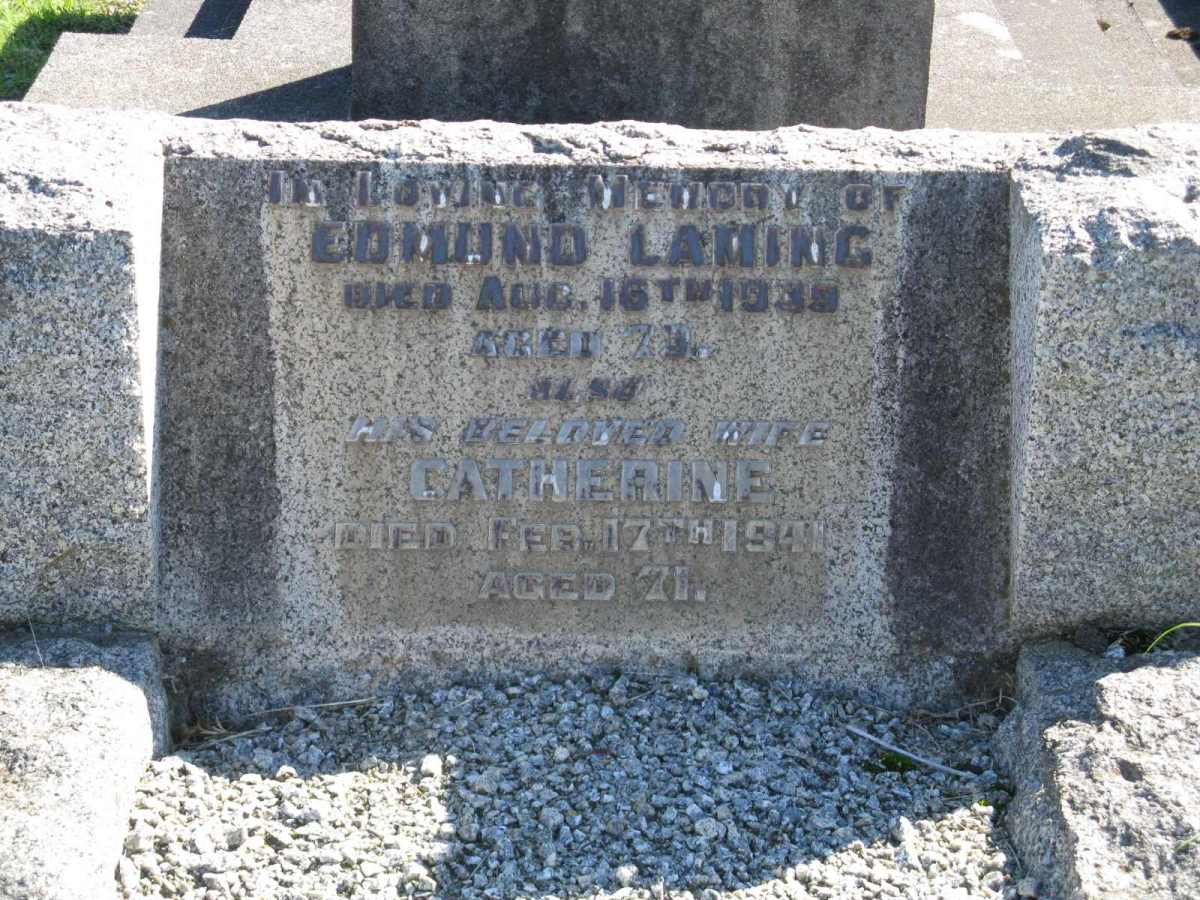 In Loving Memory of
EDMUND LAMING
DIED AUG. 16TH 1939
AGED 79.
ALSO
HIS BELOVED WIFE
CATHERINE
DIED FEB. 17TH 1941
AGED 71.